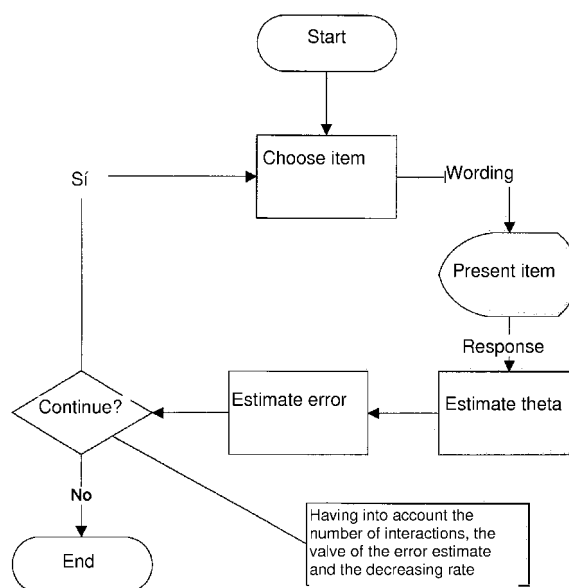 Start
Choose item
Wording
Sí
Present item
Response
Estimate theta
Estimate error
Continue?
No
End
Having into account the
number of interactions, the
valve of the error estimate
and the decreasing rate